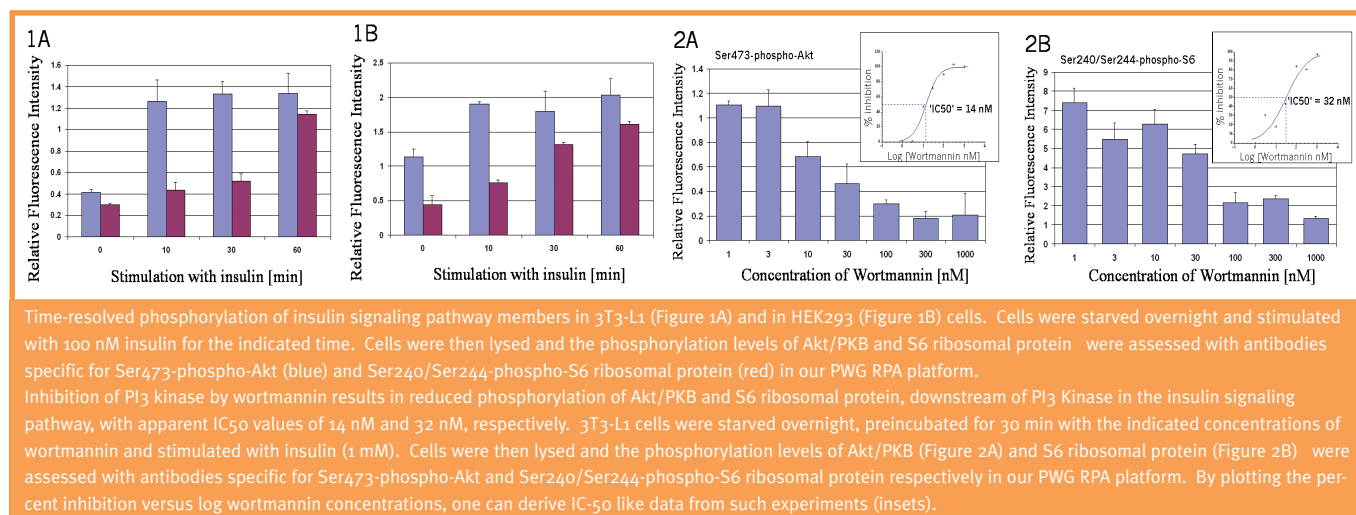 1A
Relative Fluorescence Intensity
1.6
1.4
1.2
1
0.8
0.6
0.4
0.2
0
0 10 30 60
Stimulation with insulin [min]
1B
Relative Fluorescence Intensity
2.5
2
1.5
1
0.5
0
0 10 30 60
Stimulation with insulin [min]
2A
Ser473-phospho-Akt
Relative Fluorescence Intensity
1.4
1.2
1.0
0.8
0.6
0.4
0.2
0
1 3 10 30 100 300 1000
Concentration of Wortmannin [nM]
% Inhibition
'IC50' = 14 nM
Log [Wortmannin nM]
2B
Ser240/Ser244-phospho-S6
Relative Fluorescence Intensity
9
8
7
6
5
4
3
2
1
0
1 3 10 30 100 300 1000
Concentration of Wortmannin [nM]
% Inhibition
'IC50' = 32 nM
Log [Wortmannin nM]
Time-resolved phosphorylation of insulin signaling pathway members in 3T3-L1 (Figure 1A) and in HEK293 (Figure 1B) cells. Cells were starved overnight and stimulated
with 100 nM insulin for the indicated time. Cells were then lysed and the phosphorylation levels of Akt/PKB and S6 ribosomal protein were assessed with antibodies
specific for Ser473-phospho-Akt (blue) and Ser240/Ser244-phospho-S6 ribosomal protein (red) in our PWG RPA platform.
Inhibition of PI3 kinase by wortmannin results in reduced phosphorylation of Akt/PKB and S6 ribosomal protein, downstream of PI3 Kinase in the insulin signaling
pathway, with apparent IC50 values of 14 nM and 32 nM, respectively. 3T3-L1 cells were starved overnight, preincubated for 30 min with the indicated concentrations of
wortmannin and stimulated with insulin (1 mM). Cells were then lysed and the phosphorylation levels of Akt/PKB (Figure 2A) and S6 ribosomal protein (Figure 2B) were
assessed with antibodies specific for Ser473-phospho-Akt and Ser240/Ser244-phospho-S6 ribosomal protein respectively in our PWG RPA platform. By plotting the per-
cent inhibition versus log wortmannin concentrations, one can derive IC-50 like data from such experiments (insets).